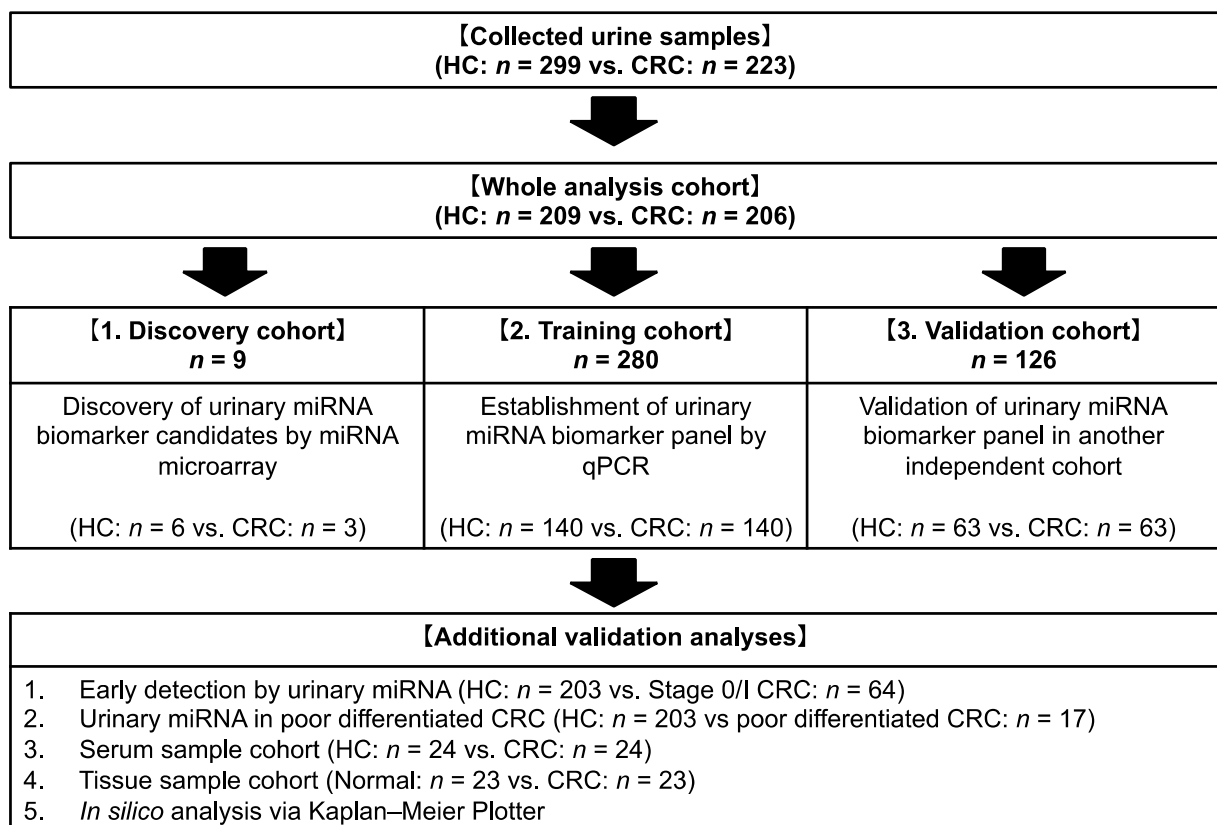 【Collected urine samples】
(HC: n = 299 vs. CRC: n = 223)
【Whole analysis cohort】
(HC: n = 209 vs. CRC: n = 206)
【1. Discovery cohort】
n = 9
Discovery of urinary miRNA
biomarker candidates by miRNA
microarray
(HC: n = 6 vs. CRC: n = 3)
【2. Training cohort】
n = 280
Establishment of urinary
miRNA biomarker panel by
qPCR
(HC: n = 140 vs. CRC: n = 140)
【3. Validation cohort】
n = 126
Validation of urinary miRNA
biomarker panel in another
independent cohort
(HC: n = 63 vs. CRC: n = 63)
【Additional validation analyses】
1. Early detection by urinary miRNA (HC: n = 203 vs. Stage 0/I CRC: n = 64)
2. Urinary miRNA in poor differentiated CRC (HC: n = 203 vs poor differentiated CRC: n = 17)
3. Serum sample cohort (HC: n = 24 vs. CRC: n = 24)
4. Tissue sample cohort (Normal: n = 23 vs. CRC: n = 23)
5. In silico analysis via Kaplan–Meier Plotter